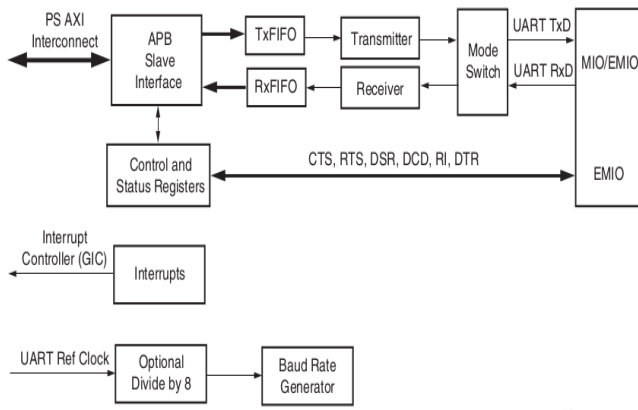 PS AXI
Interconnect
APB
Slave
Interface
TxFIFO
Transmitter
Mode
Switch
UART TxD
UART RxD
MIO/EMIO
RxFIFO
Receiver
Control and
Status Registers
CTS, RTS, DSR, DCD, RI, DTR
EMIO
Interrupt
Controller (GIC)
Interrupts
UART Ref Clock
Optional
Divide by 8
Baud Rate
Generator